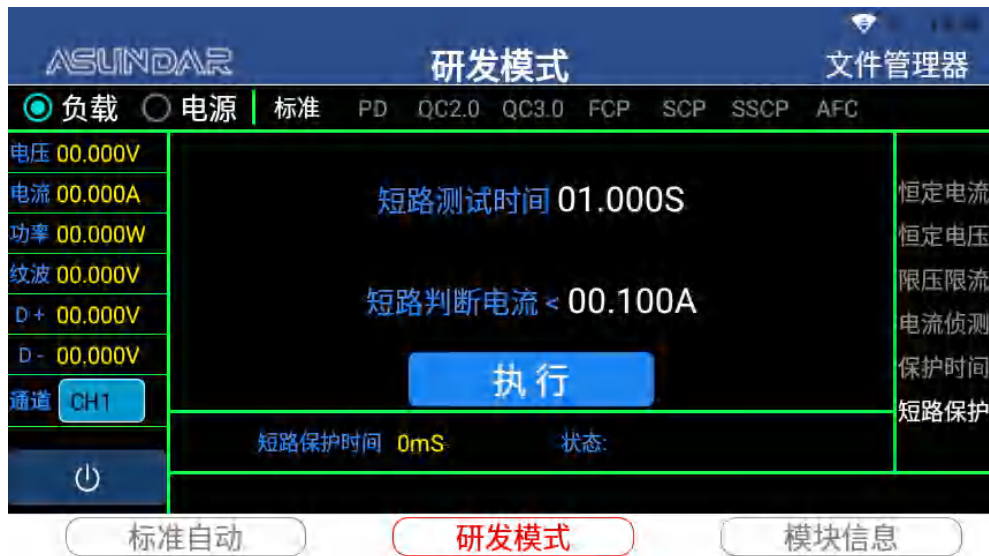 ASUNDAR
研发模式
文件管理器
负载 电源 标准 PD QC2.0 QC3.0 FCP SCP SSCP AFC
电压 00.000V
电流 00.000A
功率 00.000W
纹波 00.000V
D+ 00.000V
D- 00.000V
通道 CH1
短路测试时间 01.000S
短路判断电流 < 00.100A
执行
短路保护时间 0mS 状态:
恒定电流
恒定电压
限压限流
电流侦测
保护时间
短路保护
标准自动
研发模式
模块信息